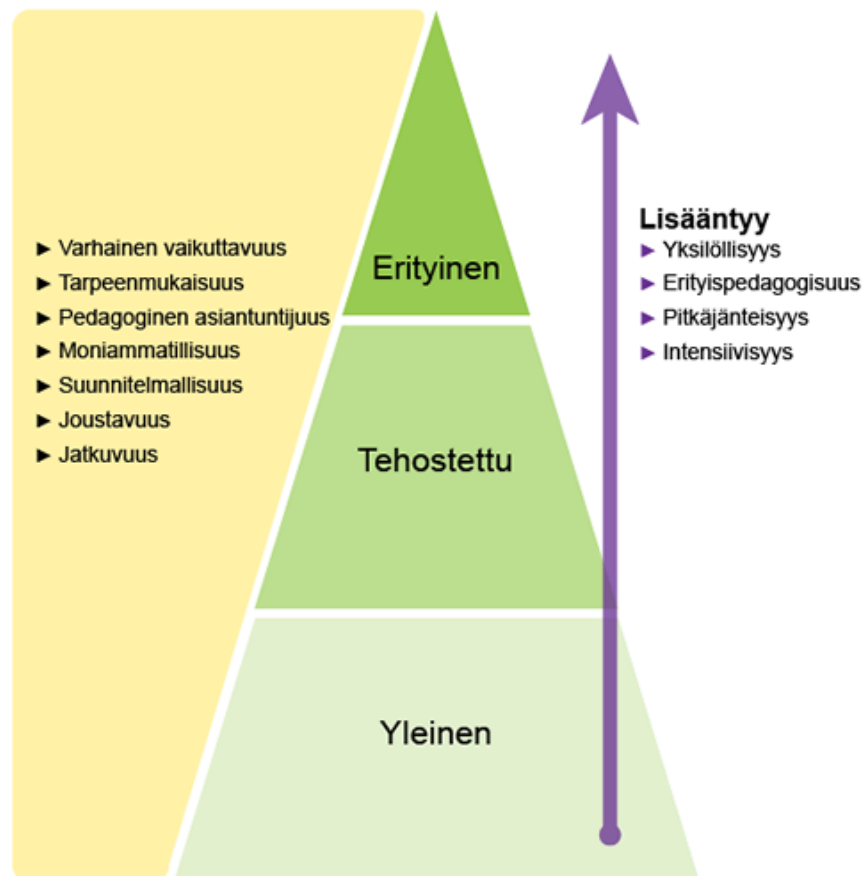 ► Varhainen vaikuttavuus
► Tarpeenmukaisuus
► Pedagoginen asiantuntijuus
► Moniammatillisuus
► Suunnitelmallisuus
► Joustavuus
► Jatkuvuus
Erityinen
Tehostettu
Yleinen
Lisääntyy
► Yksilöllisyys
► Erityispedagogisuus
► Pitkäjänteisyys
► Intensiivisyys